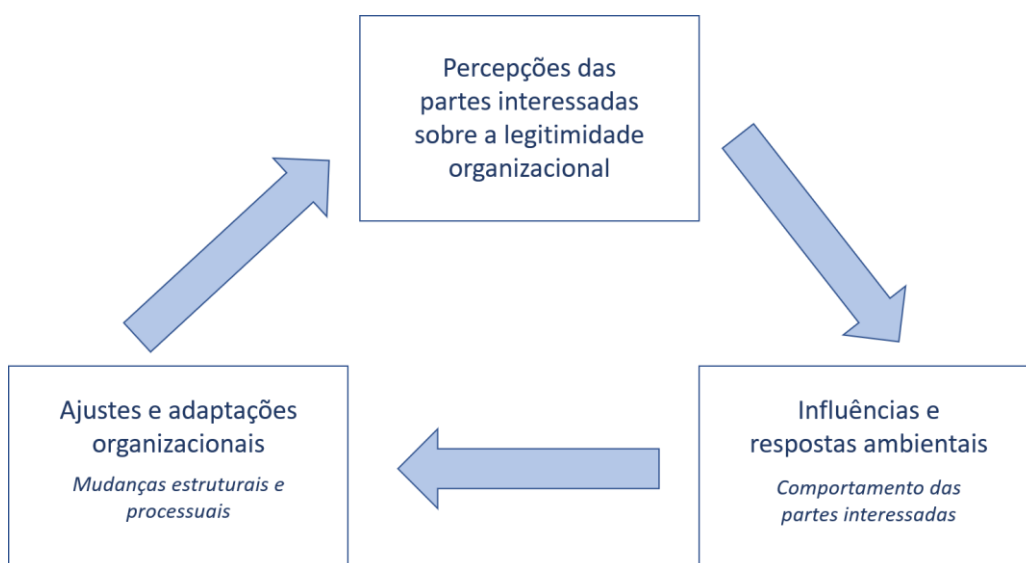 Percepções das
partes interessadas
sobre a legitimidade
organizacional
Ajustes e adaptações
organizacionais
Mudanças estruturais e
processuais
Influências e
respostas ambientais
Comportamento das
partes interessadas